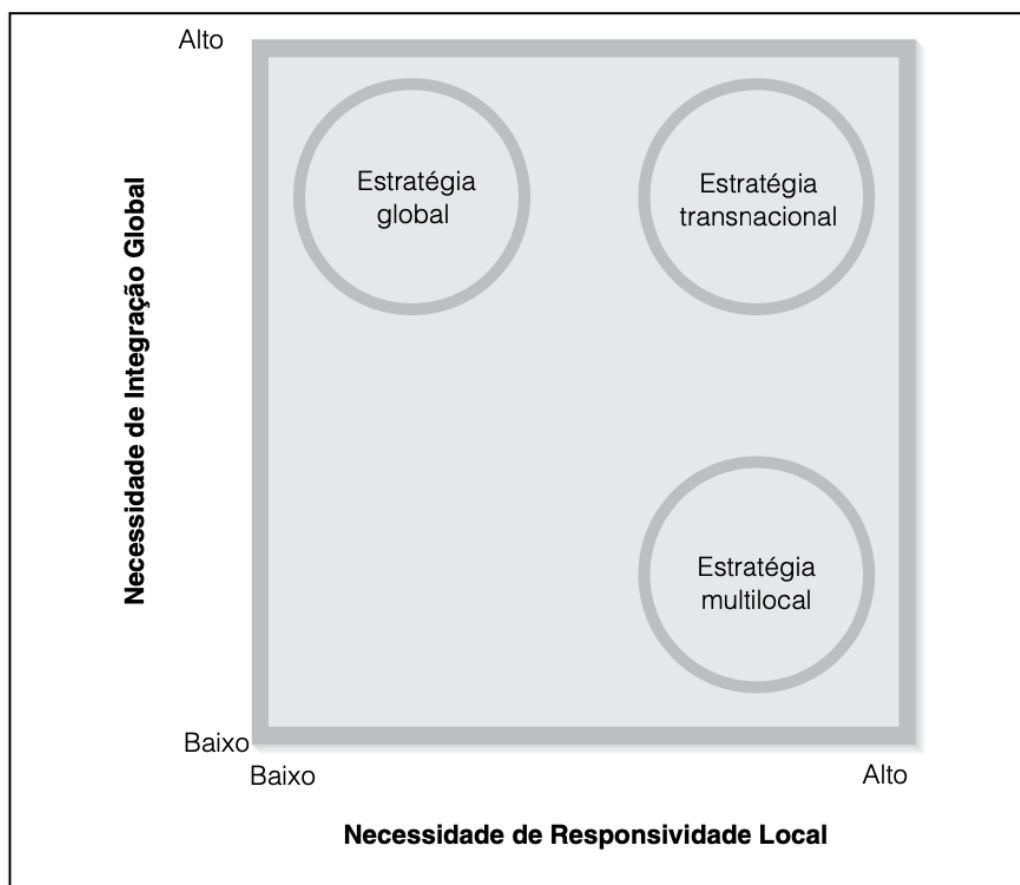 Alto
Estratégia
global
Estratégia
transnacional
Necessidade de Integração Global
Estratégia
multilocal
Baixo
Baixo
Alto
Necessidade de Responsividade Local